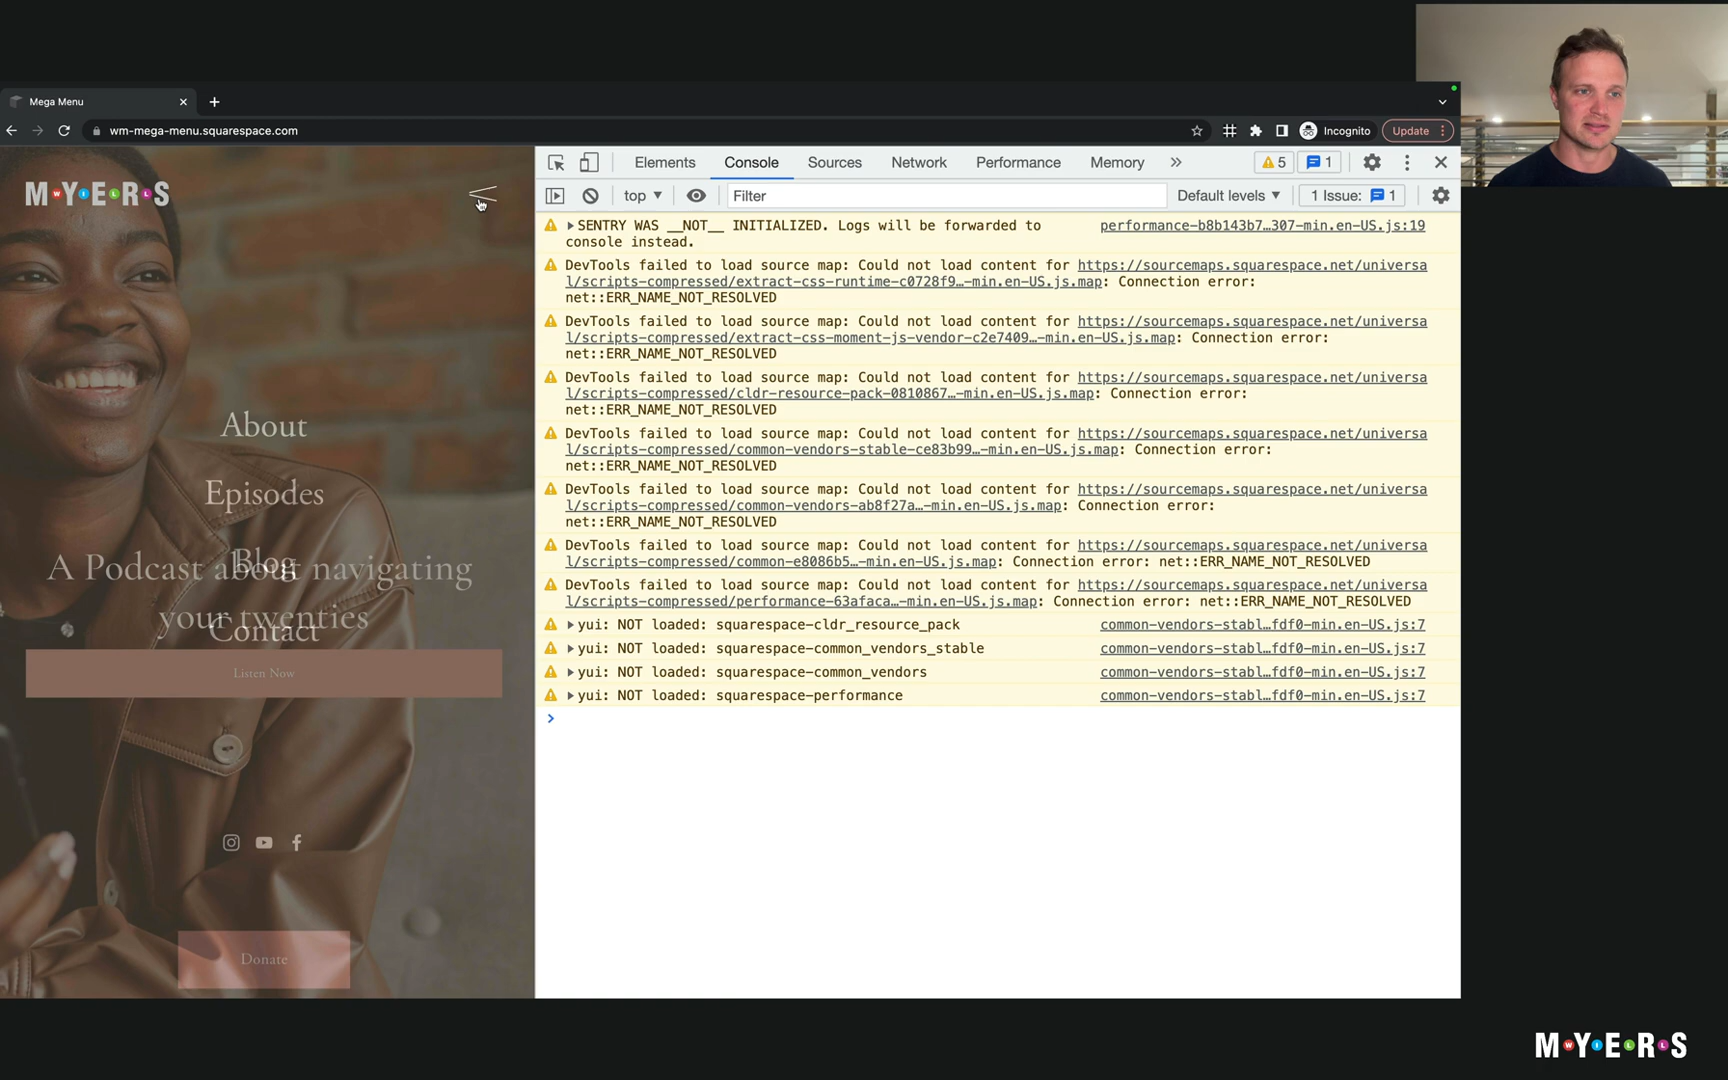 Mega Menu
wm-mega-menu.squarespace.com
Incognito
Update
MWYIELRLS
Elements Console Sources Network Performance Memory
5
1
top
Filter
Default levels
1 Issue: 1
SENTRY WAS __NOT__ INITIALIZED. Logs will be forwarded to performance-b8b143b7…307-min.en-US.js:19
console instead.
DevTools failed to load source map: Could not load content for https://sourcemaps.squarespace.net/universa
l/scripts-compressed/extract-css-runtime-c0728f9…-min.en-US.js.map: Connection error:
net::ERR_NAME_NOT_RESOLVED
DevTools failed to load source map: Could not load content for https://sourcemaps.squarespace.net/universa
l/scripts-compressed/extract-css-moment-js-vendor-c2e7409…-min.en-US.js.map: Connection error:
net::ERR_NAME_NOT_RESOLVED
DevTools failed to load source map: Could not load content for https://sourcemaps.squarespace.net/universa
l/scripts-compressed/cldr-resource-pack-0810867…-min.en-US.js.map: Connection error:
net::ERR_NAME_NOT_RESOLVED
DevTools failed to load source map: Could not load content for https://sourcemaps.squarespace.net/universa
l/scripts-compressed/common-vendors-stable-ce83b99…-min.en-US.js.map: Connection error:
net::ERR_NAME_NOT_RESOLVED
DevTools failed to load source map: Could not load content for https://sourcemaps.squarespace.net/universa
l/scripts-compressed/common-vendors-ab8f27a…-min.en-US.js.map: Connection error:
net::ERR_NAME_NOT_RESOLVED
DevTools failed to load source map: Could not load content for https://sourcemaps.squarespace.net/universa
l/scripts-compressed/common-e8086b5…-min.en-US.js.map: Connection error: net::ERR_NAME_NOT_RESOLVED
DevTools failed to load source map: Could not load content for https://sourcemaps.squarespace.net/universa
l/scripts-compressed/performance-63afaca…-min.en-US.js.map: Connection error: net::ERR_NAME_NOT_RESOLVED
yui: NOT loaded: squarespace-cldr_resource_pack common-vendors-stabl…fdf0-min.en-US.js:7
yui: NOT loaded: squarespace-common_vendors_stable common-vendors-stabl…fdf0-min.en-US.js:7
yui: NOT loaded: squarespace-common_vendors common-vendors-stabl…fdf0-min.en-US.js:7
yui: NOT loaded: squarespace-performance common-vendors-stabl…fdf0-min.en-US.js:7
About
Episodes
Blog
Contact
A Podcast about navigating
your twenties
Listen Now
Donate
MWYIELRLS